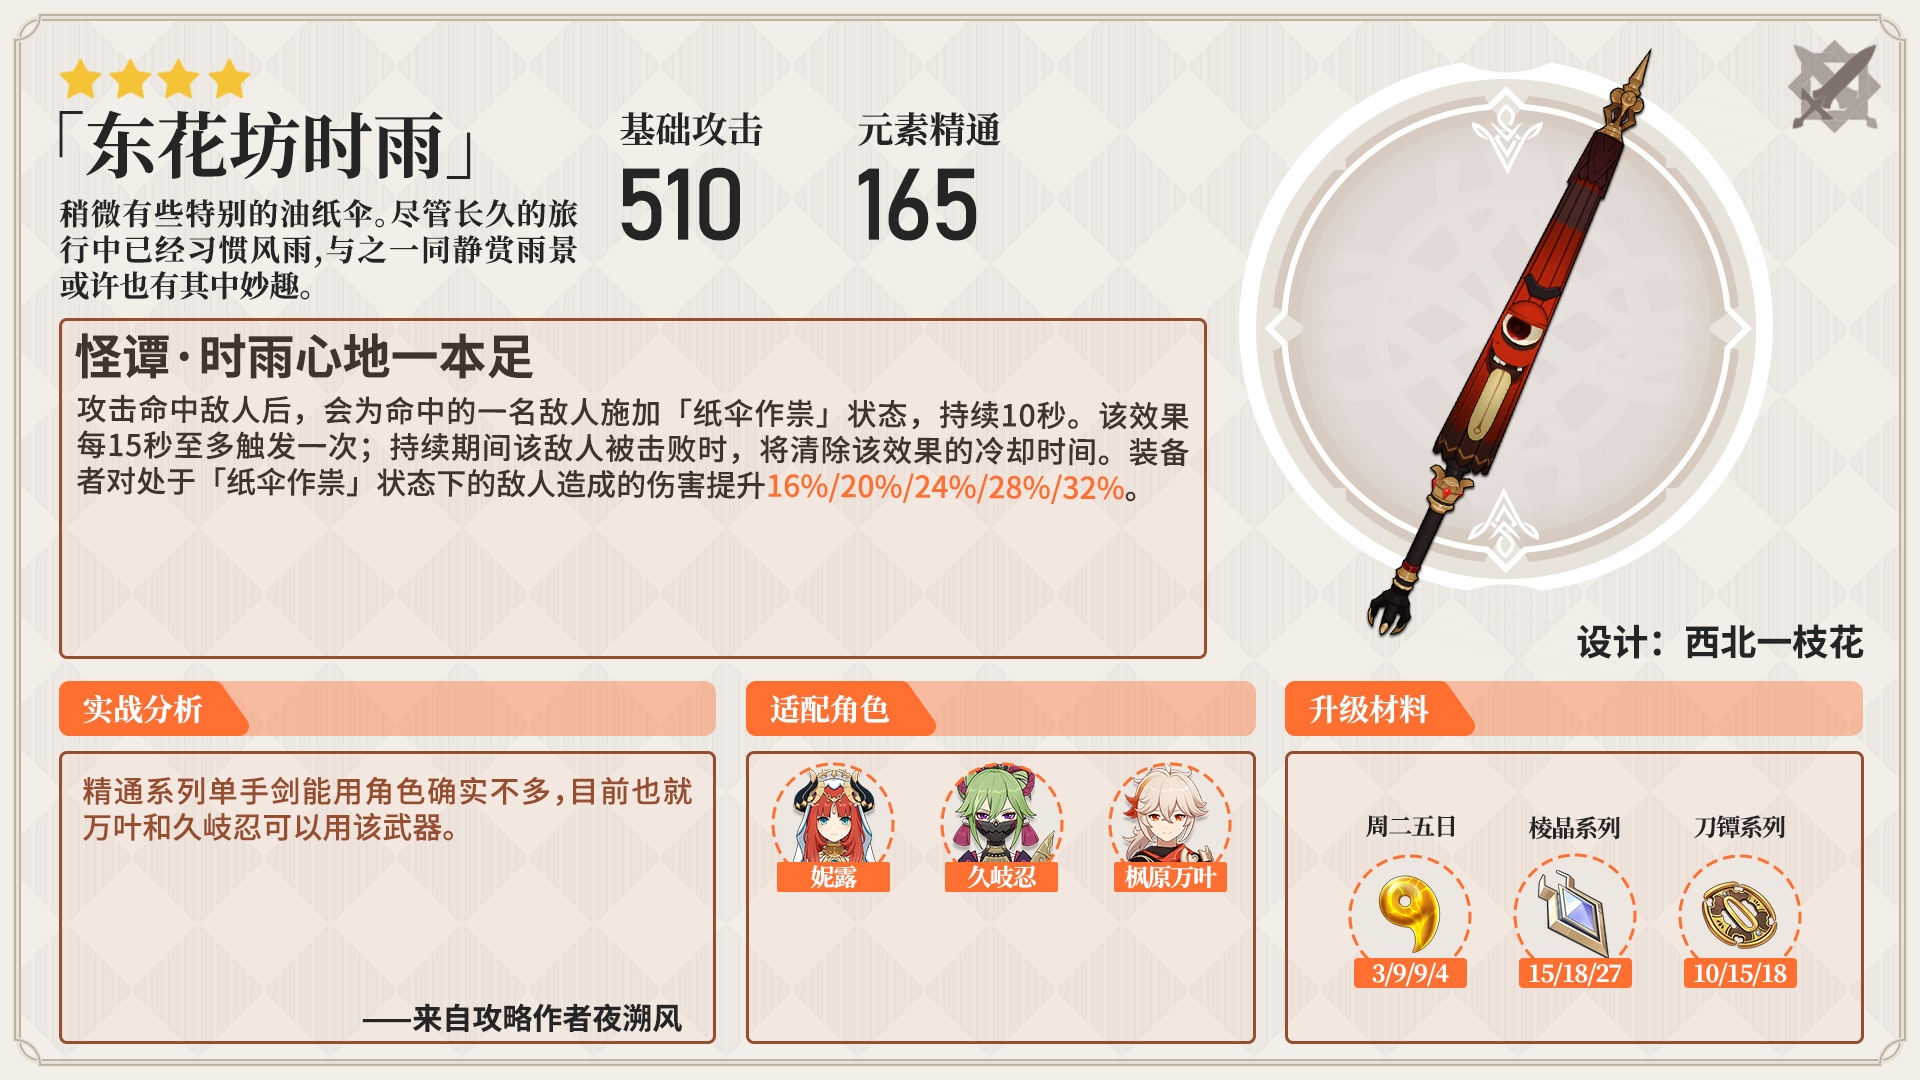 「东花坊时雨」
稍微有些特别的油纸伞。尽管长久的旅
行中已经习惯风雨,与之一同静赏雨景
或许也有其中妙趣。
基础攻击
510
元素精通
165
怪谭·时雨心地一本足
攻击命中敌人后，会为命中的一名敌人施加「纸伞作祟」状态，持续10秒。该效果
每15秒至多触发一次；持续期间该敌人被击败时，将清除该效果的冷却时间。装备
者对处于「纸伞作祟」状态下的敌人造成的伤害提升16%/20%/24%/28%/32%。
设计：西北一枝花
实战分析
精通系列单手剑能用角色确实不多,目前也就
万叶和久岐忍可以用该武器。
——来自攻略作者夜溯风
适配角色
妮露
久岐忍
枫原万叶
升级材料
周二五日
棱晶系列
刀镡系列
3/9/9/4
15/18/27
10/15/18